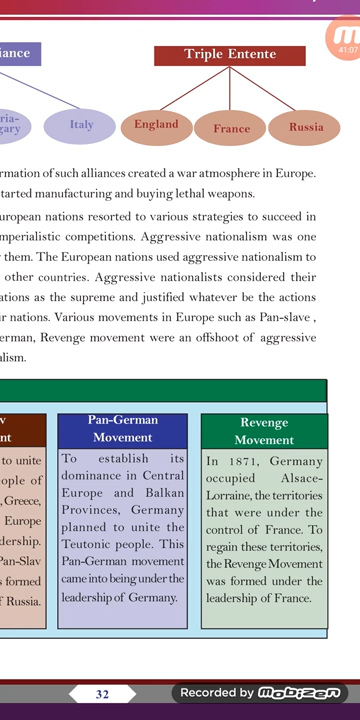 iance
Triple Entente
ria-
gary
Italy
England
France
Russia
41:07
ormation of such alliances created a war atmosphere in Europe.
started manufacturing and buying lethal weapons.
uropean nations resorted to various strategies to succeed in
mperialistic competitions. Aggressive nationalism was one
them. The European nations used aggressive nationalism to
other countries. Aggressive nationalists considered their
ations as the supreme and justified whatever be the actions
ir nations. Various movements in Europe such as Pan-slave ,
erman, Revenge movement were an offshoot of aggressive
alism.
v
nt
to unite
ople of
, Greece,
Europe
dership.
Pan-Slav
s formed
f Russia.
Pan-German
Movement
To establish its
dominance in Central
Europe and Balkan
Provinces, Germany
planned to unite the
Teutonic people. This
Pan-German movement
came into being under the
leadership of Germany.
Revenge
Movement
In 1871, Germany
occupied Alsace-
Lorraine, the territories
that were under the
control of France. To
regain these territories,
the Revenge Movement
was formed under the
leadership of France.
32
Recorded by mobizen